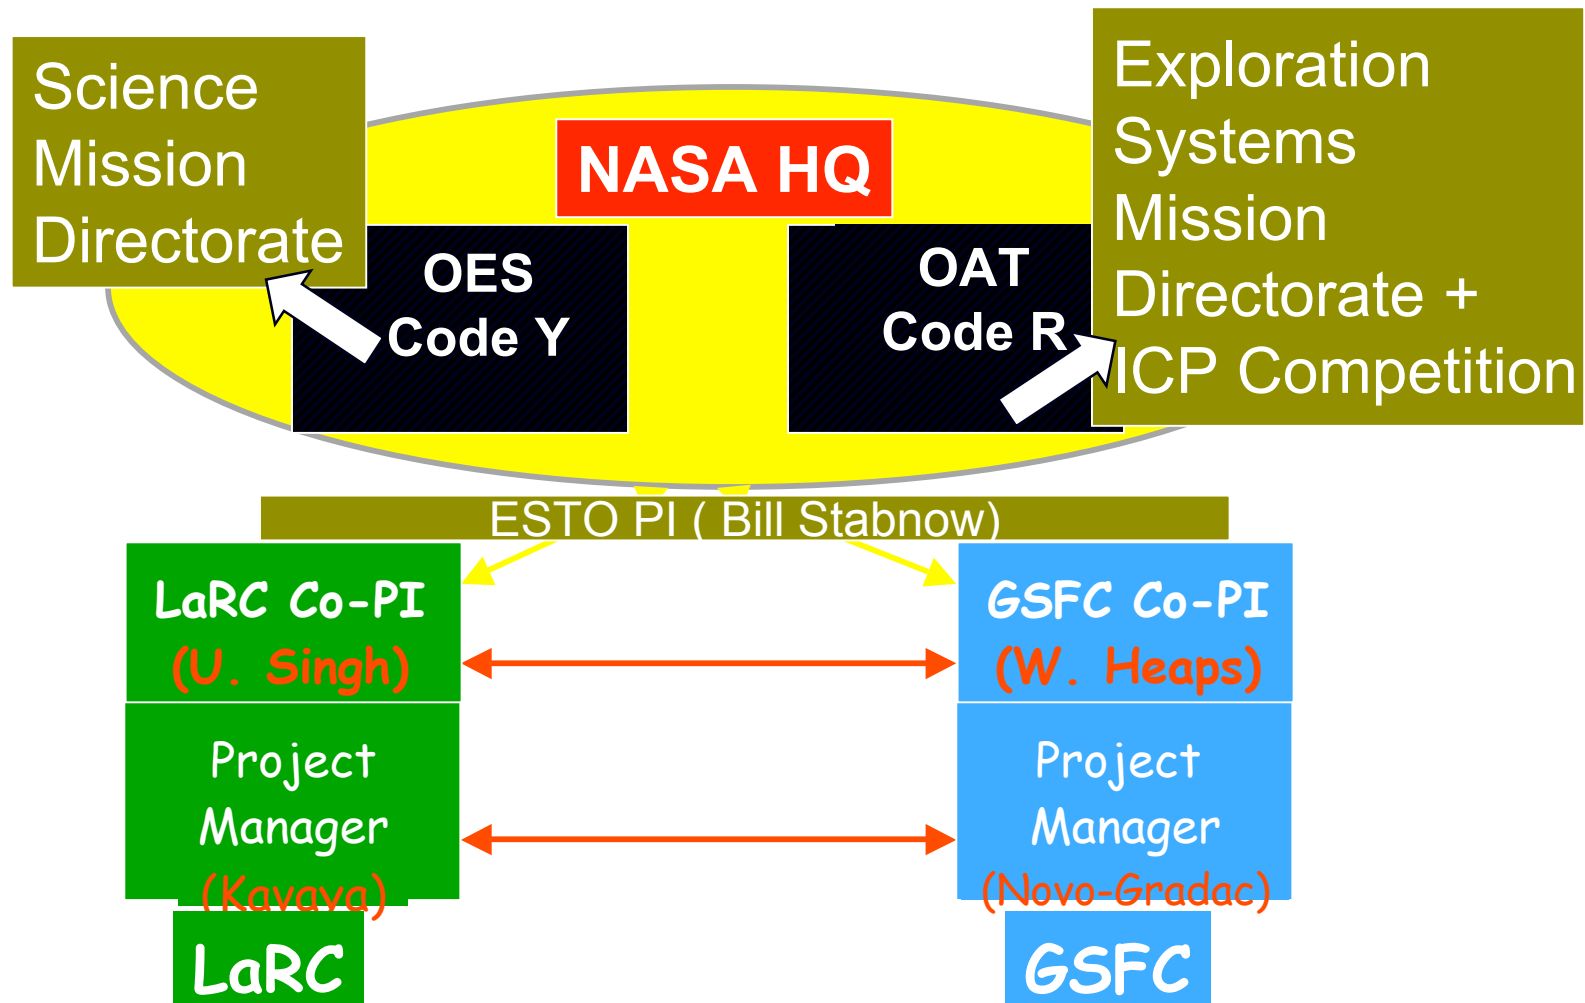 Science
Mission
Directorate
NASA HQ
OES
Code Y
OAT
Code R
Exploration
Systems
Mission
Directorate +
ICP Competition
ESTO PI ( Bill Stabnow)
LaRC Co-PI
(U. Singh)
GSFC Co-PI
(W. Heaps)
Project
Manager
(Kavaya)
Project
Manager
(Novo-Gradac)
LaRC
GSFC